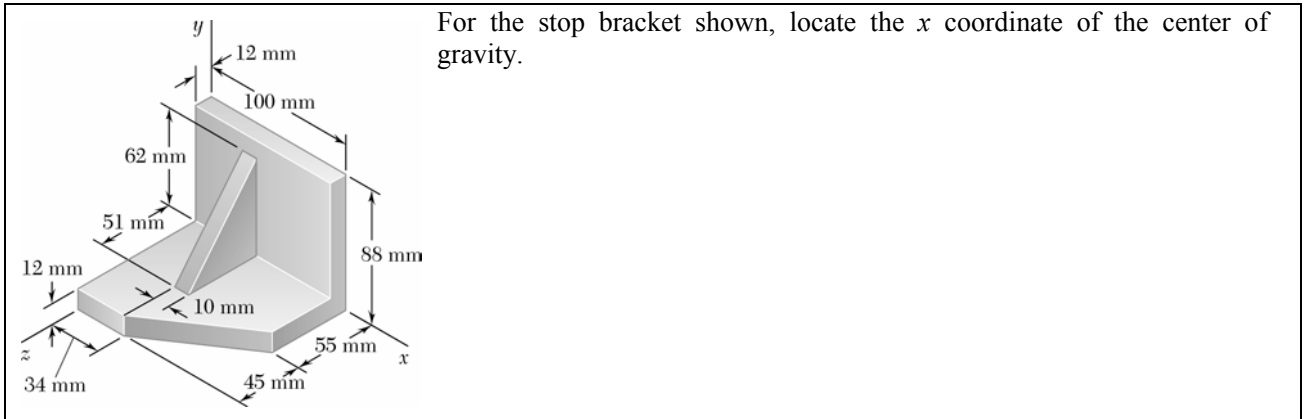 For the stop bracket shown, locate the x coordinate of the center of
gravity.
y
12 mm
100 mm
62 mm
51 mm
88 mm
12 mm
10 mm
55 mm
x
z
34 mm
45 mm